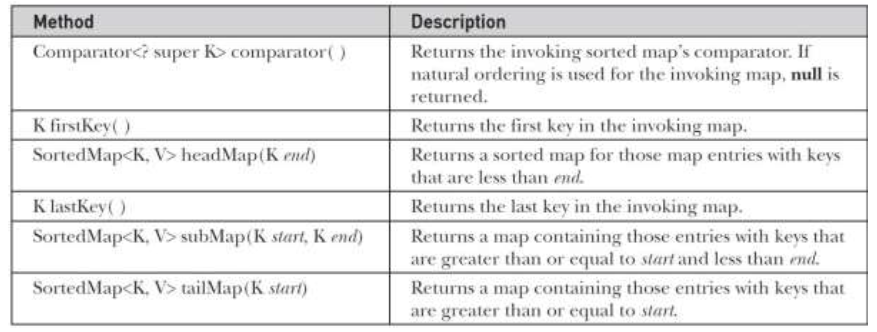 Method Description
Comparator<? super K> comparator( ) Returns the invoking sorted map's comparator. If
natural ordering is used for the invoking map, null is
returned.
K firstKey( ) Returns the first key in the invoking map.
SortedMap<K, V> headMap(K end) Returns a sorted map for those map entries with keys
that are less than end.
K lastKey( ) Returns the last key in the invoking map.
SortedMap<K, V> subMap(K start, K end) Returns a map containing those entries with keys that
are greater than or equal to start and less than end.
SortedMap<K, V> tailMap(K start) Returns a map containing those entries with keys that
are greater than or equal to start.